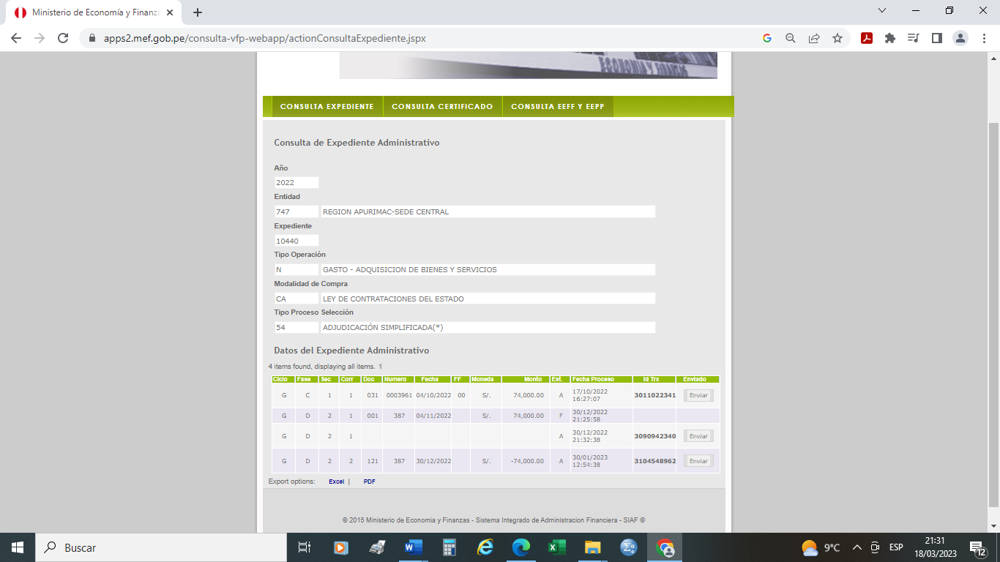 Ministerio de Economía y Finanza
apps2.mef.gob.pe/consulta-vfp-webapp/actionConsultaExpediente.jspx
ECONOMIA Y FINANZAS
CONSULTA EXPEDIENTE CONSULTA CERTIFICADO CONSULTA EEFF Y EEPP
Consulta de Expediente Administrativo
Año
2022
Entidad
747 REGION APURIMAC-SEDE CENTRAL
Expediente
10440
Tipo Operación
N GASTO - ADQUISICION DE BIENES Y SERVICIOS
Modalidad de Compra
CA LEY DE CONTRATACIONES DEL ESTADO
Tipo Proceso Selección
54 ADJUDICACIÓN SIMPLIFICADA(*)
Datos del Expediente Administrativo
4 items found, displaying all items. 1
Ciclo Fase Sec Corr Doc Numero Fecha FF Moneda Monto Est. Fecha Proceso Id Trx Enviado
G C 1 1 031 0003961 04/10/2022 00 S/. 74,000.00 A 17/10/2022 16:27:07 3011022341 Enviar
G D 2 1 001 387 04/11/2022 S/. 74,000.00 F 30/12/2022 21:25:58
G D 2 1 A 30/12/2022 21:32:38 3090942340 Enviar
G D 2 2 121 387 30/12/2022 S/. -74,000.00 A 30/01/2023 12:54:38 3104548962 Enviar
Export options: Excel | PDF
© 2015 Ministerio de Economia y Finanzas - Sistema Integrado de Administracion Financiera - SIAF ©
Buscar
9°C ESP
21:31
18/03/2023
12